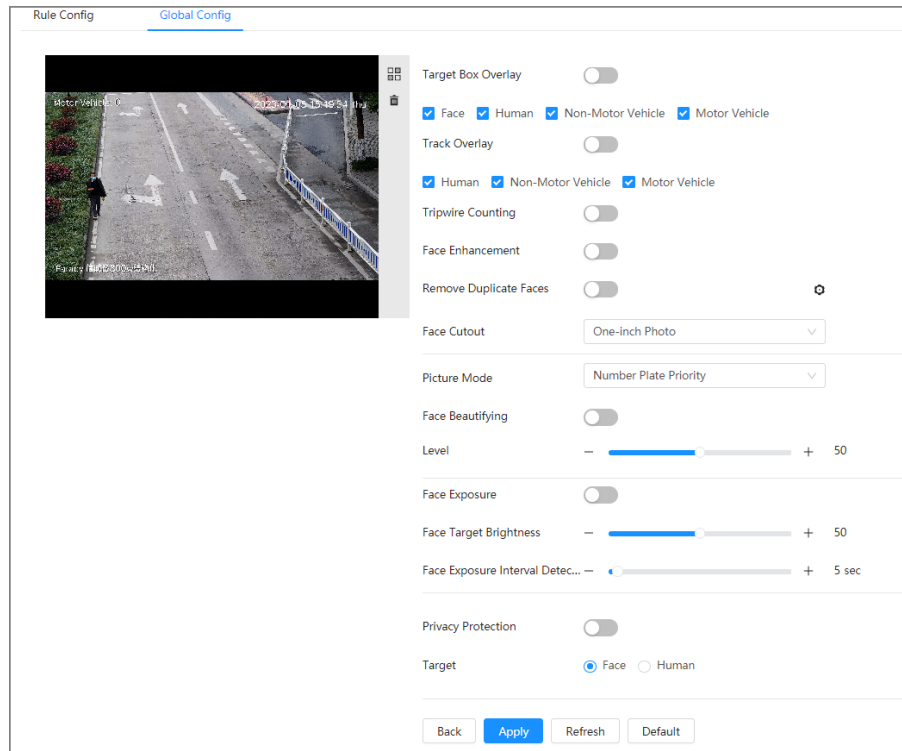 Rule Config Global Config
Motor Vehicle: 0
Target Box Overlay
Face Human Non-Motor Vehicle Motor Vehicle
Track Overlay
Human Non-Motor Vehicle Motor Vehicle
Tripwire Counting
Face Enhancement
Remove Duplicate Faces
Face Cutout One-inch Photo
Picture Mode Number Plate Priority
Face Beautifying
Level 50
Face Exposure
Face Target Brightness 50
Face Exposure Interval Detec... 5 sec
Privacy Protection
Target Face Human
Back Apply Refresh Default